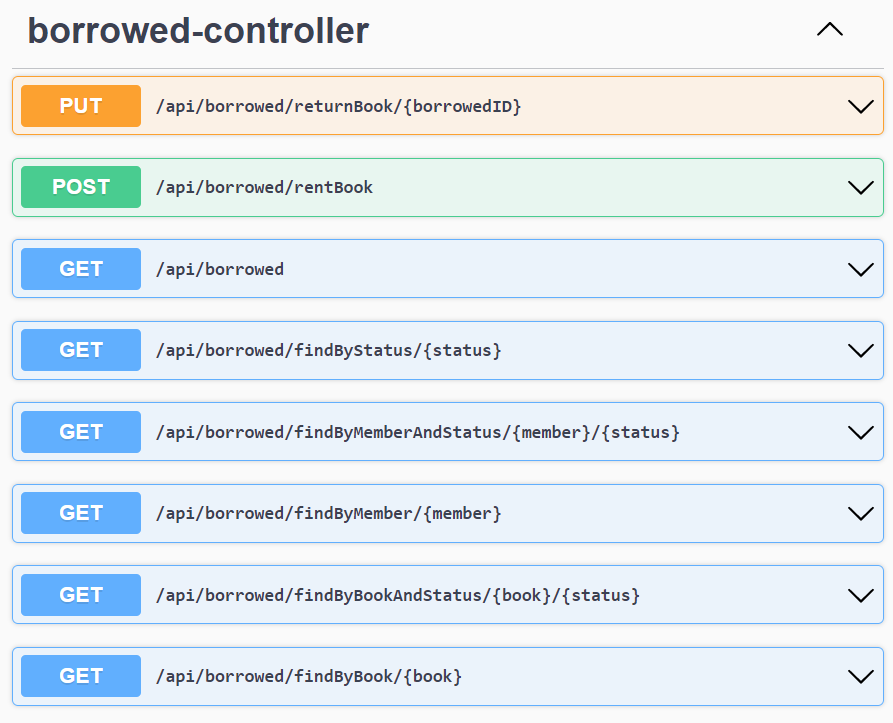 borrowed-controller
PUT /api/borrowed/returnBook/{borrowedID}
POST /api/borrowed/rentBook
GET /api/borrowed
GET /api/borrowed/findByStatus/{status}
GET /api/borrowed/findByMemberAndStatus/{member}/{status}
GET /api/borrowed/findByMember/{member}
GET /api/borrowed/findByBookAndStatus/{book}/{status}
GET /api/borrowed/findByBook/{book}